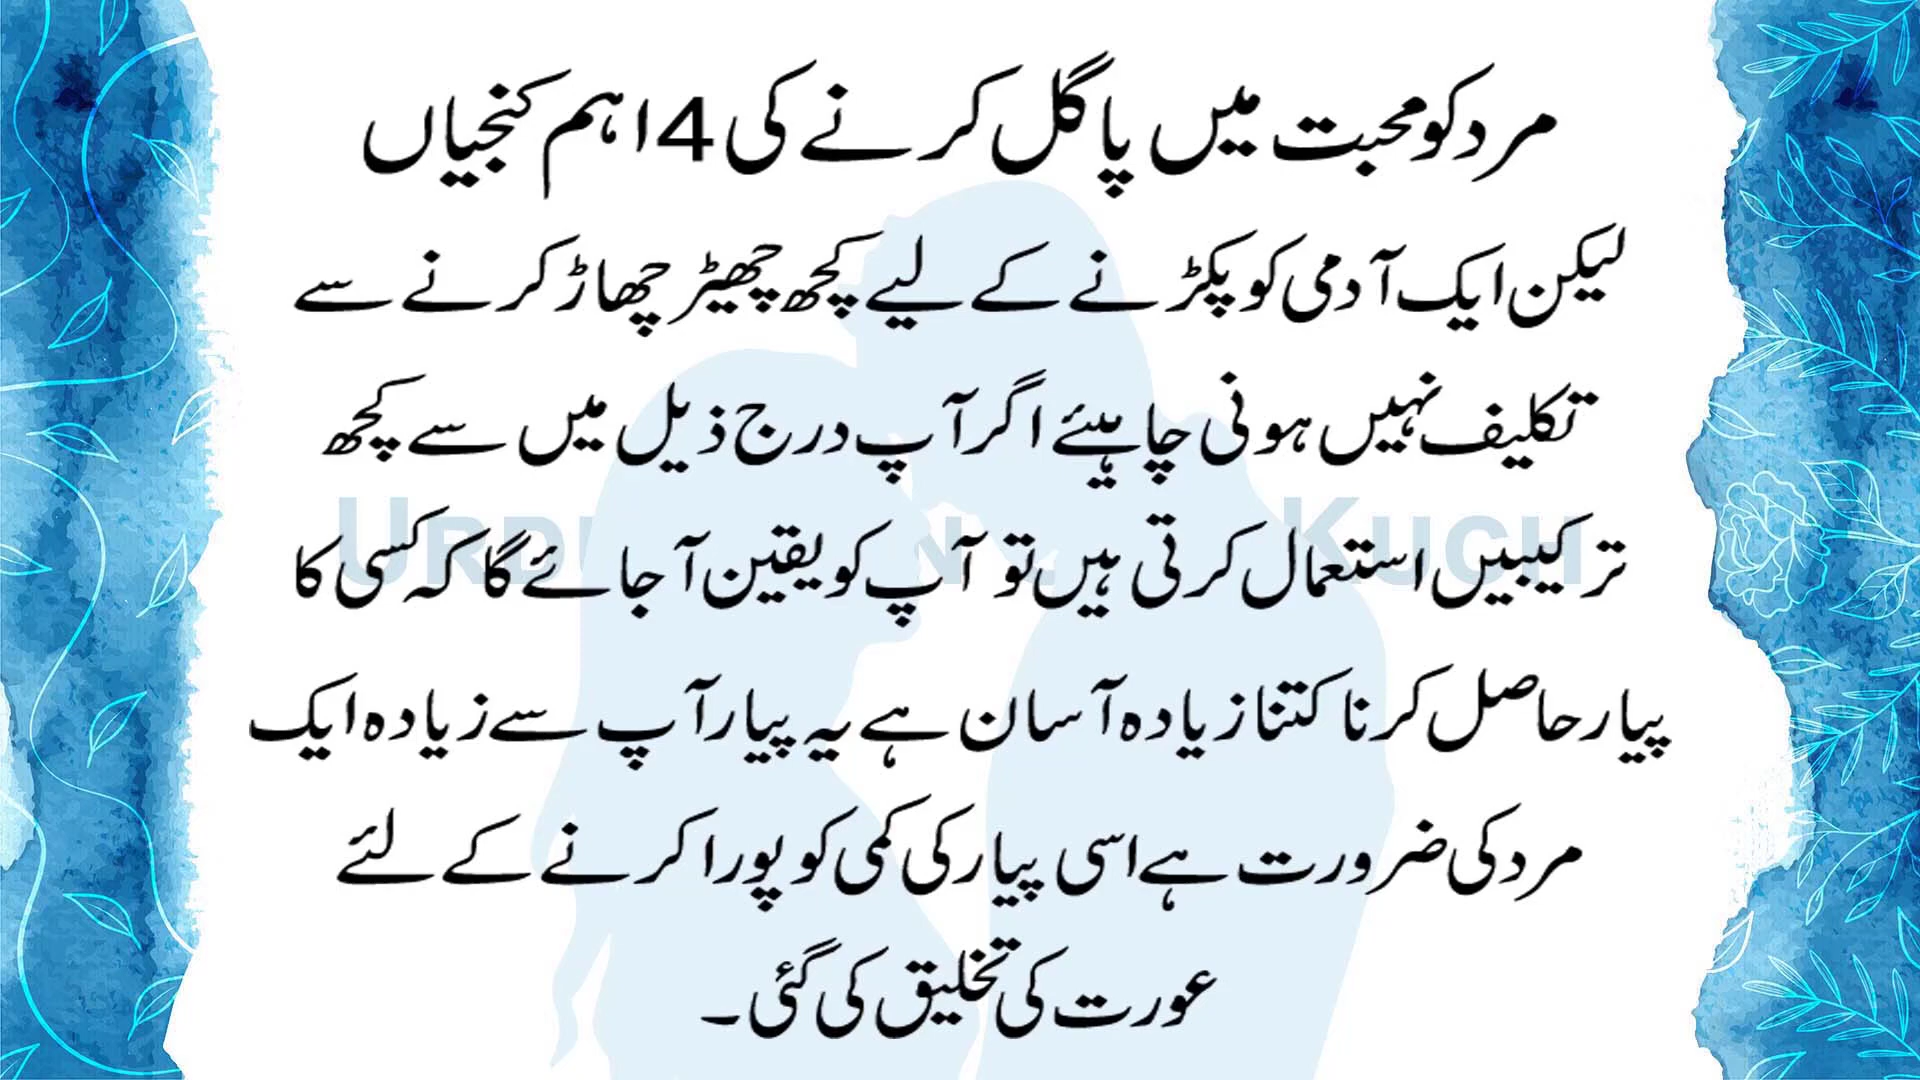 مرد کو محبت میں پاگل کرنے کی 4 اہم کنجیاں
لیکن ایک آدمی کو پکڑنے کے لیے کچھ چھیڑ چھاڑ کرنے سے
تکلیف نہیں ہونی چاہیئے اگر آپ درج ذیل میں سے کچھ
ترکیبیں استعمال کرتی ہیں تو آپ کو یقین آ جائے گا کہ کسی کا
پیار حاصل کرنا کتنا زیادہ آسان ہے یہ پیار آپ سے زیادہ ایک
مرد کی ضرورت ہے اسی پیار کی کمی کو پورا کرنے کے لئے
عورت کی تخلیق کی گئی۔
Kuch